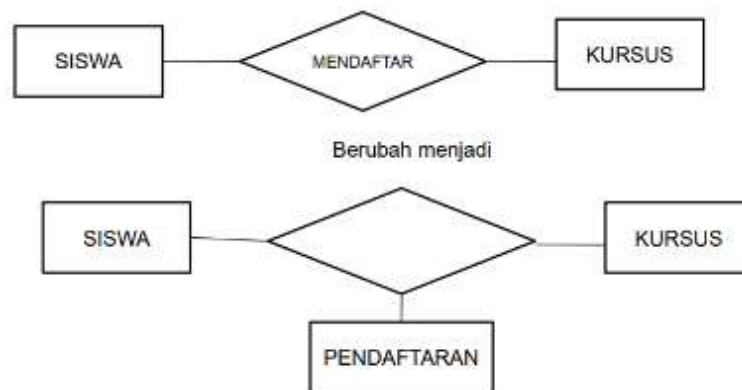 SISWA
MENDAFTAR
KURSUS
Berubah menjadi
SISWA
KURSUS
PENDAFTARAN